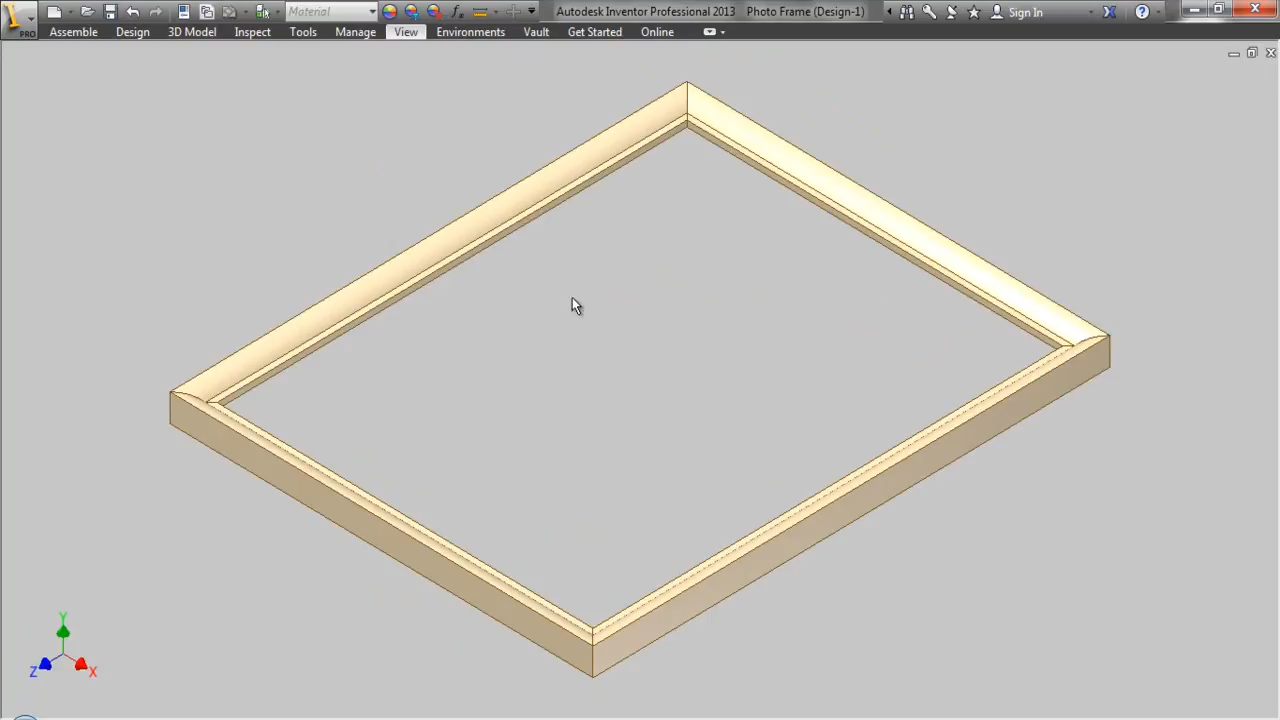 Material Autodesk Inventor Professional 2013 Photo Frame (Design-1) Sign In
PRO
Assemble Design 3D Model Inspect Tools Manage View Environments Vault Get Started Online
Y
Z X